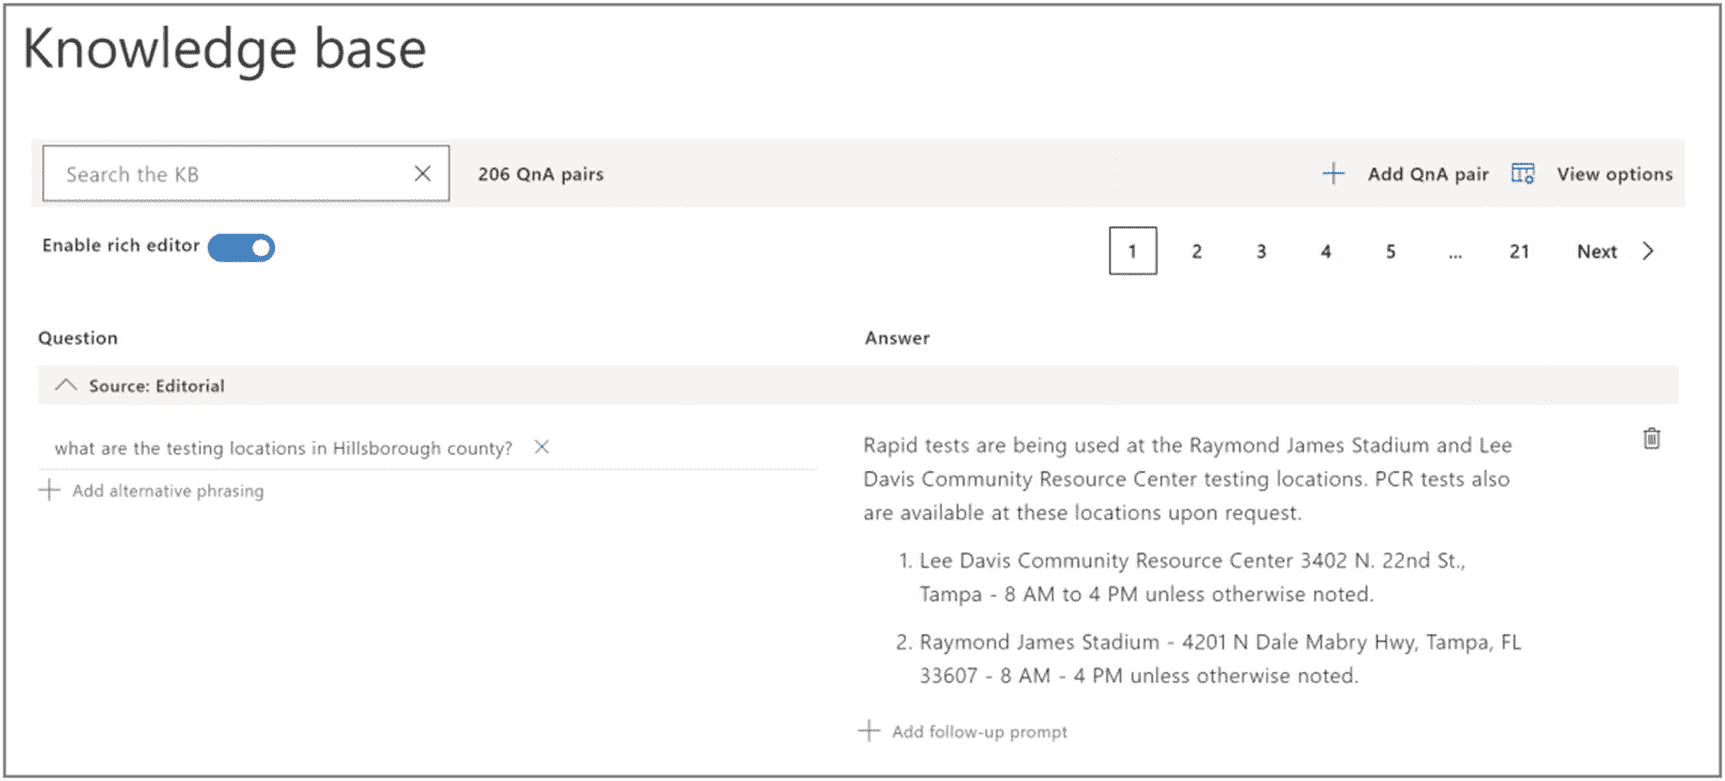 Knowledge base
Search the KB
206 QnA pairs
Add QnA pair
View options
Enable rich editor
1 2 3 4 5 ... 21 Next
Question
Answer
Source: Editorial
what are the testing locations in Hillsborough county?
Add alternative phrasing
Rapid tests are being used at the Raymond James Stadium and Lee
Davis Community Resource Center testing locations. PCR tests also
are available at these locations upon request.
1. Lee Davis Community Resource Center 3402 N. 22nd St.,
Tampa - 8 AM to 4 PM unless otherwise noted.
2. Raymond James Stadium - 4201 N Dale Mabry Hwy, Tampa, FL
33607 - 8 AM - 4 PM unless otherwise noted.
Add follow-up prompt